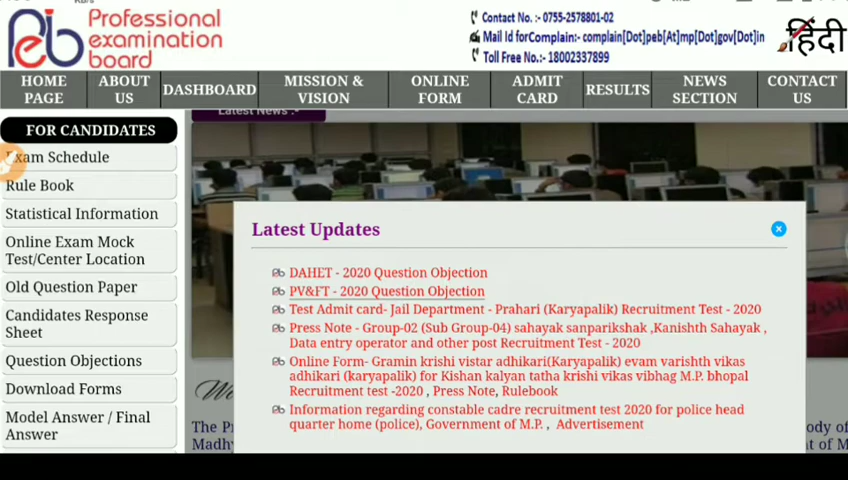 Professional
examination
board
Contact No. :- 0755-2578801-02
Mail Id forComplain:- complain[Dot]peb[At]mp[Dot]gov[Dot]in
Toll Free No.:- 18002337899
हिंदी
HOME PAGE
ABOUT US
DASHBOARD
MISSION & VISION
ONLINE FORM
ADMIT CARD
RESULTS
NEWS SECTION
CONTACT US
FOR CANDIDATES
Exam Schedule
Rule Book
Statistical Information
Online Exam Mock
Test/Center Location
Old Question Paper
Candidates Response
Sheet
Question Objections
Download Forms
Model Answer / Final
Answer
Latest News :-
Latest Updates
DAHET - 2020 Question Objection
PV&FT - 2020 Question Objection
Test Admit card- Jail Department - Prahari (Karyapalik) Recruitment Test - 2020
Press Note - Group-02 (Sub Group-04) sahayak sanparikshak ,Kanishth Sahayak ,
Data entry operator and other post Recruitment Test - 2020
Online Form- Gramin krishi vistar adhikari(Karyapalik) evam varishth vikas
adhikari (karyapalik) for Kishan kalyan tatha krishi vikas vibhag M.P. bhopal
Recruitment test -2020 , Press Note, Rulebook
Information regarding constable cadre recruitment test 2020 for police head
quarter home (police), Government of M.P. , Advertisement